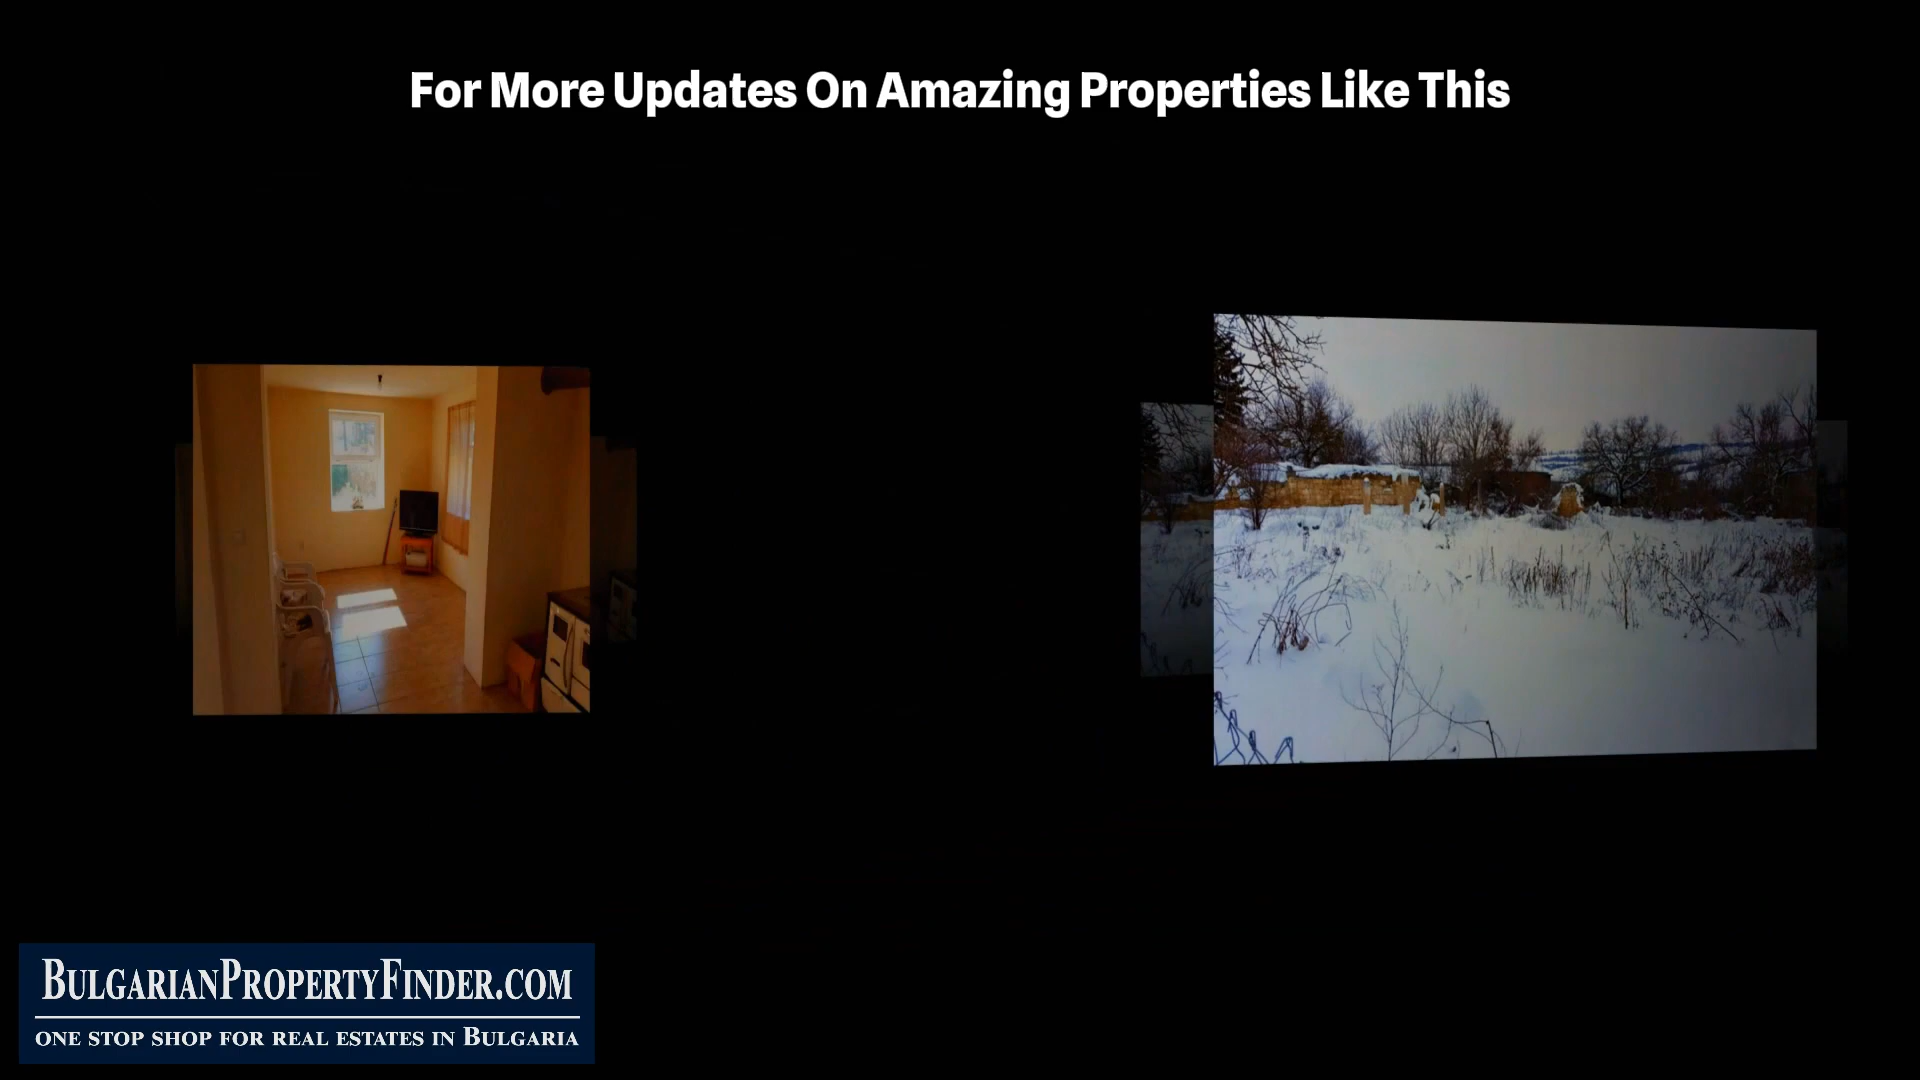 For More Updates On Amazing Properties Like This
BulgarianPropertyFinder.com
one stop shop for real estates in Bulgaria